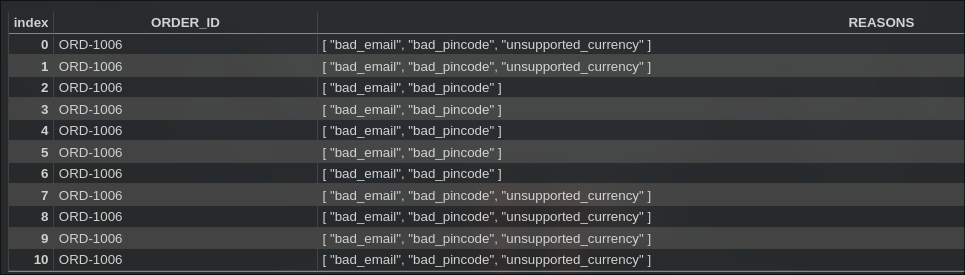 index ORDER_ID REASONS
0 ORD-1006 [ "bad_email", "bad_pincode", "unsupported_currency" ]
1 ORD-1006 [ "bad_email", "bad_pincode", "unsupported_currency" ]
2 ORD-1006 [ "bad_email", "bad_pincode" ]
3 ORD-1006 [ "bad_email", "bad_pincode" ]
4 ORD-1006 [ "bad_email", "bad_pincode" ]
5 ORD-1006 [ "bad_email", "bad_pincode" ]
6 ORD-1006 [ "bad_email", "bad_pincode" ]
7 ORD-1006 [ "bad_email", "bad_pincode", "unsupported_currency" ]
8 ORD-1006 [ "bad_email", "bad_pincode", "unsupported_currency" ]
9 ORD-1006 [ "bad_email", "bad_pincode", "unsupported_currency" ]
10 ORD-1006 [ "bad_email", "bad_pincode", "unsupported_currency" ]